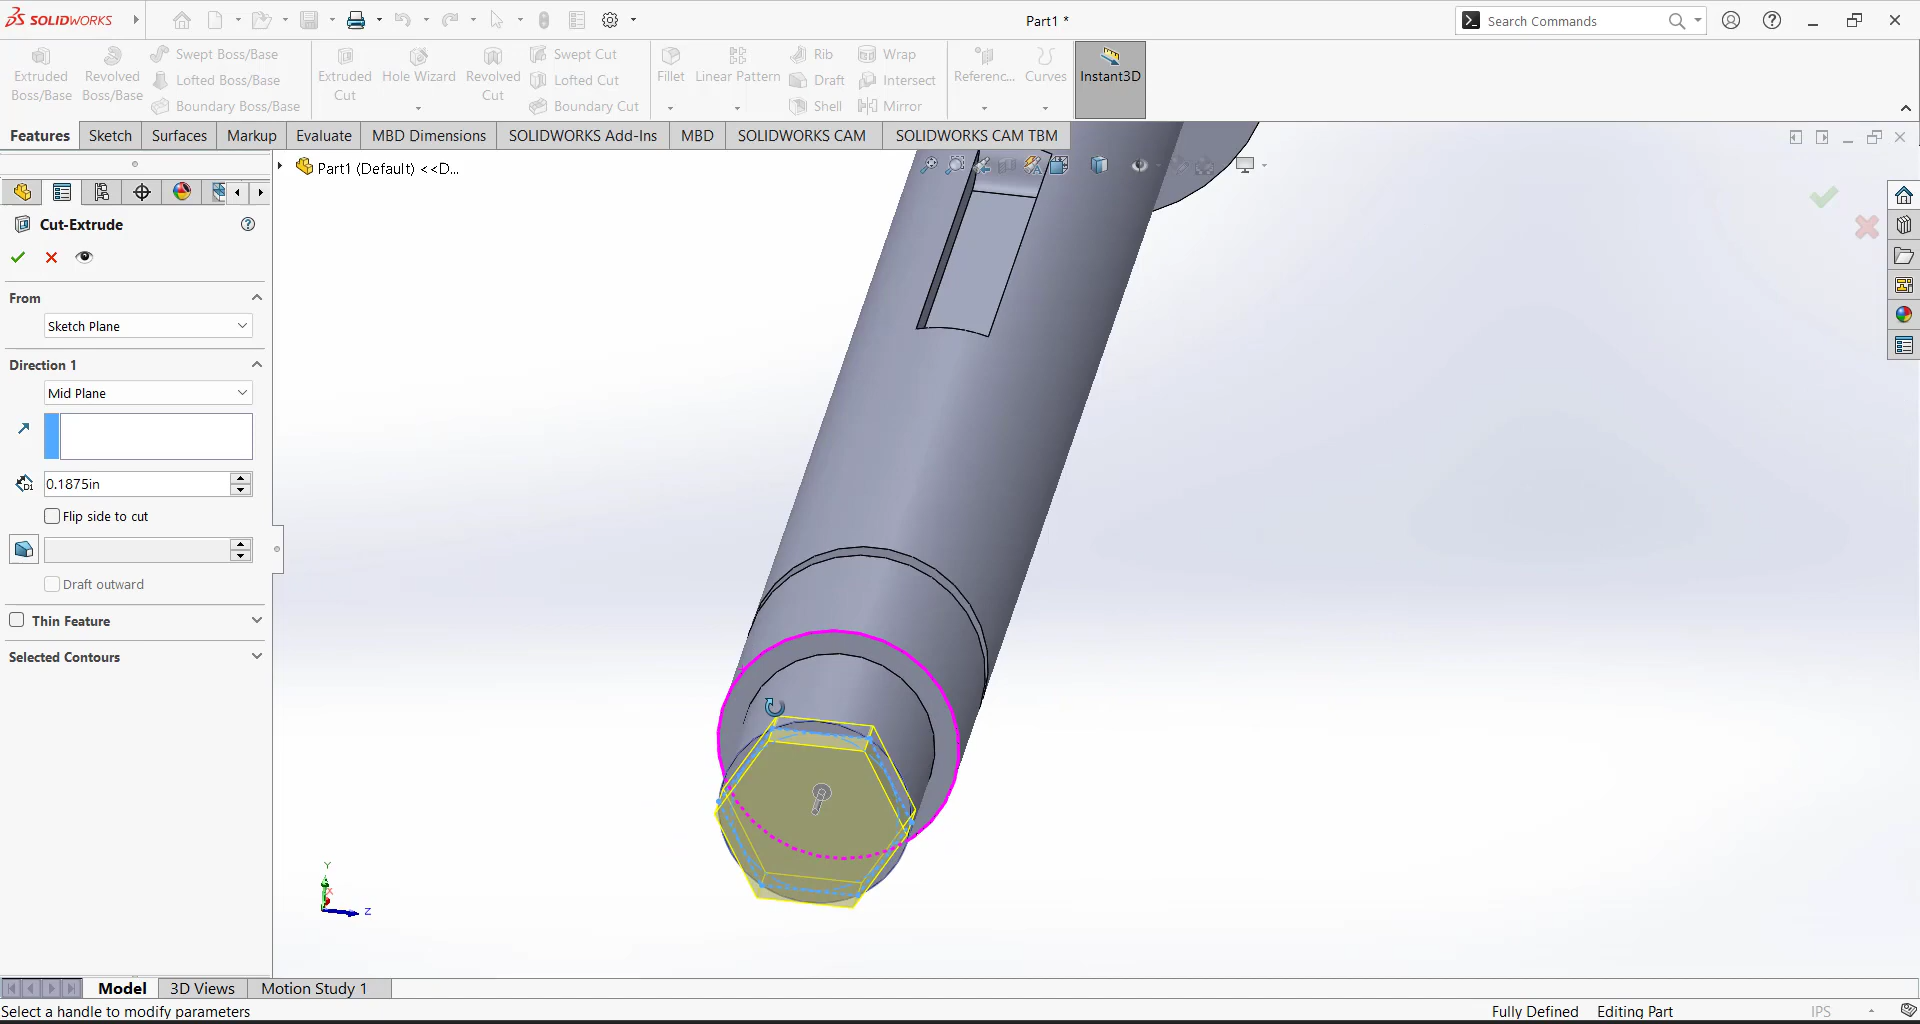 SOLIDWORKS
Part1 *
Search Commands
Extruded Boss/Base
Revolved Boss/Base
Swept Boss/Base
Lofted Boss/Base
Boundary Boss/Base
Extruded Cut
Hole Wizard
Revolved Cut
Swept Cut
Lofted Cut
Boundary Cut
Fillet
Linear Pattern
Rib
Draft
Shell
Wrap
Intersect
Mirror
Referenc...
Curves
Instant3D
Features
Sketch
Surfaces
Markup
Evaluate
MBD Dimensions
SOLIDWORKS Add-Ins
MBD
SOLIDWORKS CAM
SOLIDWORKS CAM TBM
Part1 (Default) <<D...
Cut-Extrude
From
Sketch Plane
Direction 1
Mid Plane
D1
0.1875in
Flip side to cut
Draft outward
Thin Feature
Selected Contours
Y
X
Z
Model
3D Views
Motion Study 1
Select a handle to modify parameters
Fully Defined
Editing Part
IPS